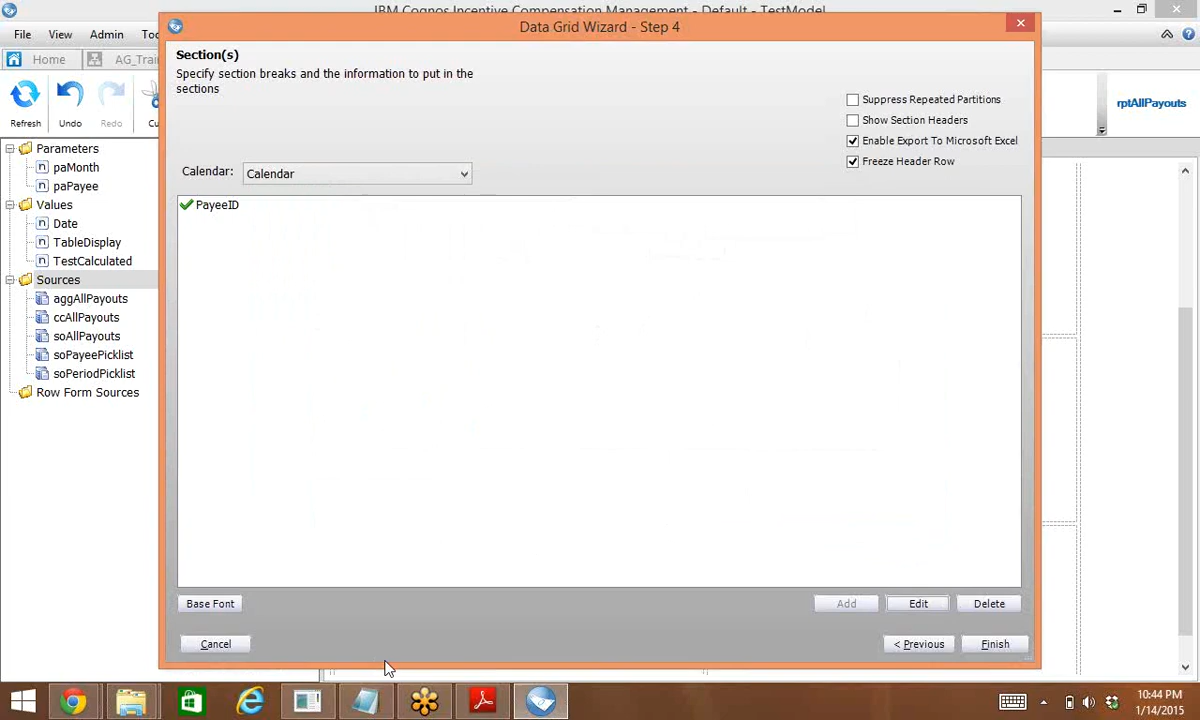 IBM Cognos Incentive Compensation Management - Default - TestModel
Data Grid Wizard - Step 4
File View Admin
Home AG_Trai
Refresh Undo Redo
rptAllPayouts
Section(s)
Specify section breaks and the information to put in the
sections
Suppress Repeated Partitions
Show Section Headers
Enable Export To Microsoft Excel
Freeze Header Row
Calendar: Calendar
PayeeID
Parameters
paMonth
paPayee
Values
Date
TableDisplay
TestCalculated
Sources
aggAllPayouts
ccAllPayouts
soAllPayouts
soPayeePicklist
soPeriodPicklist
Row Form Sources
Base Font Add Edit Delete
Cancel < Previous Finish
10:44 PM
1/14/2015